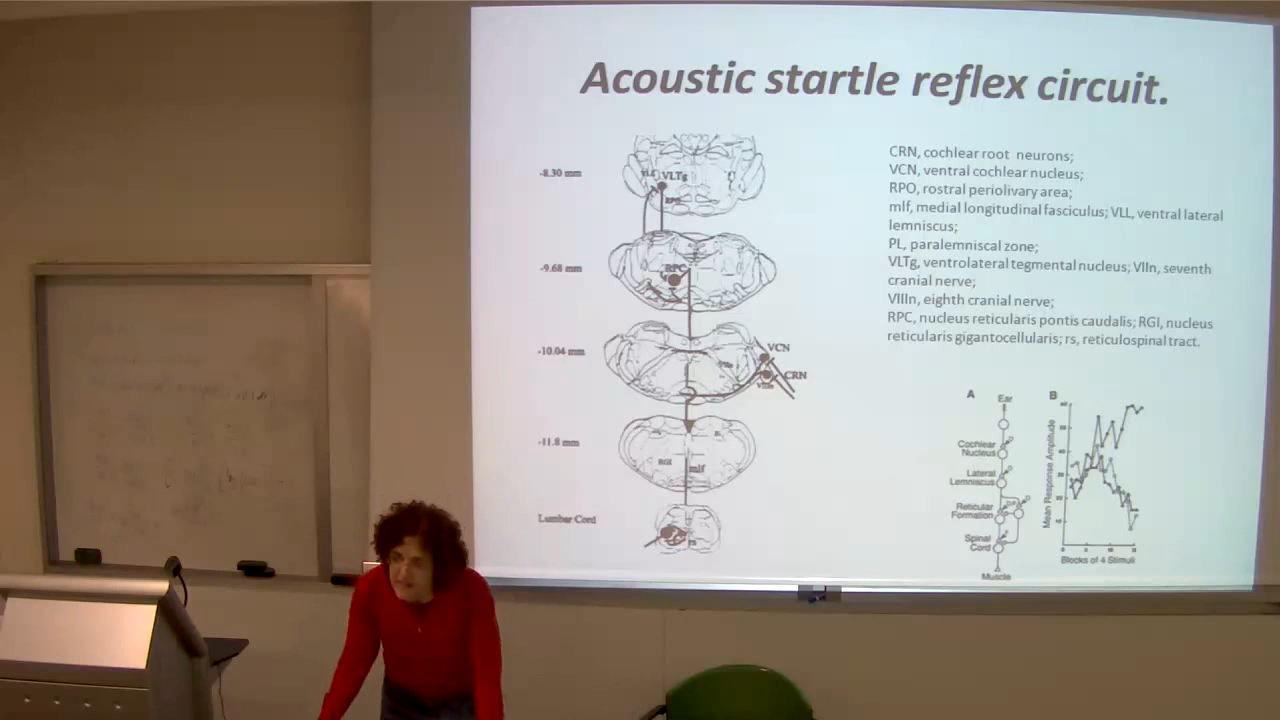 Acoustic startle reflex circuit.
-8.30 mm
VLTg
-9.68 mm
RPC
-10.04 mm
VCN
CRN
VIIIn
-11.8 mm
RGI
mlf
Lumbar Cord
rs
CRN, cochlear root neurons;
VCN, ventral cochlear nucleus;
RPO, rostral periolivary area;
mlf, medial longitudinal fasciculus; VLL, ventral lateral
lemniscus;
PL, paralemniscal zone;
VLTg, ventrolateral tegmental nucleus; VIIn, seventh
cranial nerve;
VIIIn, eighth cranial nerve;
RPC, nucleus reticularis pontis caudalis; RGI, nucleus
reticularis gigantocellularis; rs, reticulospinal tract.
A
Ear
Cochlear
Nucleus
Lateral
Lemniscus
Reticular
Formation
Spinal
Cord
Muscle
B
Mean Response Amplitude
Blocks of 4 Stimuli